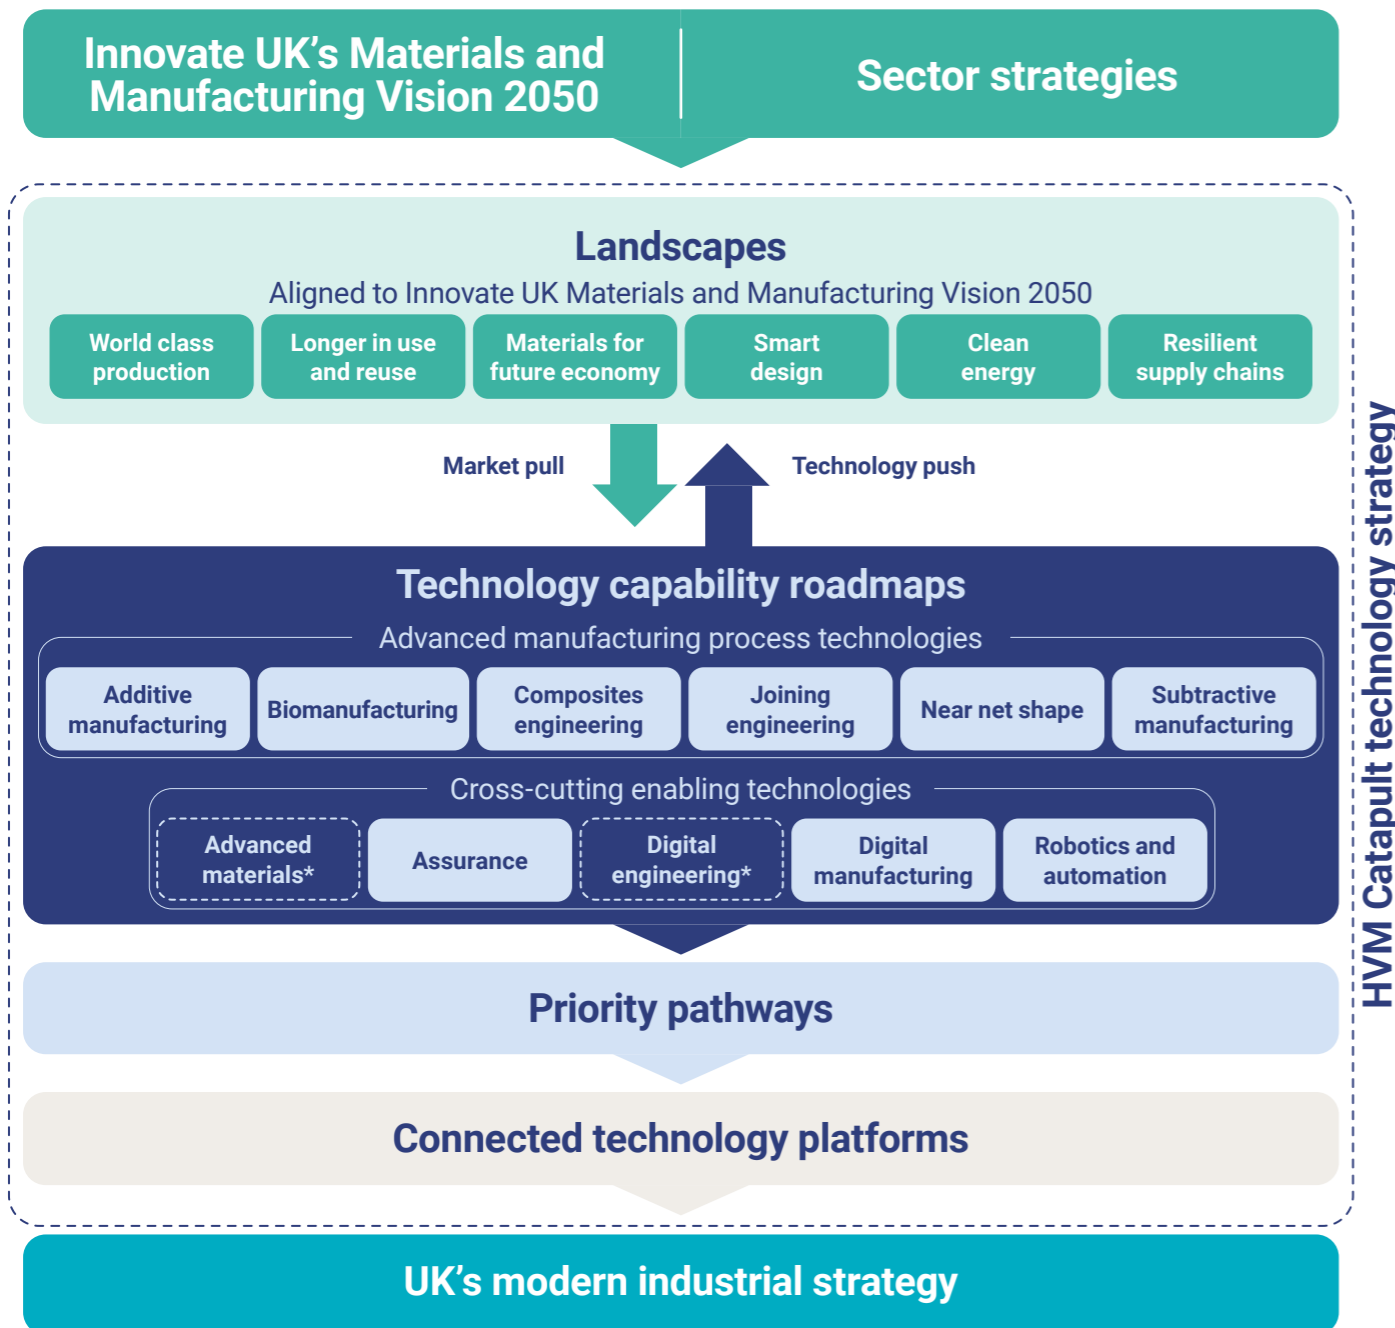 Innovate UK's Materials and
Manufacturing Vision 2050
Sector strategies
Landscapes
Aligned to Innovate UK Materials and Manufacturing Vision 2050
World class
production
Longer in use
and reuse
Materials for
future economy
Smart
design
Clean
energy
Resilient
supply chains
Market pull
Technology push
Technology capability roadmaps
Advanced manufacturing process technologies
Additive
manufacturing
Biomanufacturing
Composites
engineering
Joining
engineering
Near net shape
Subtractive
manufacturing
Cross-cutting enabling technologies
Advanced
materials*
Assurance
Digital
engineering*
Digital
manufacturing
Robotics and
automation
Priority pathways
Connected technology platforms
HVM Catapult technology strategy
UK's modern industrial strategy